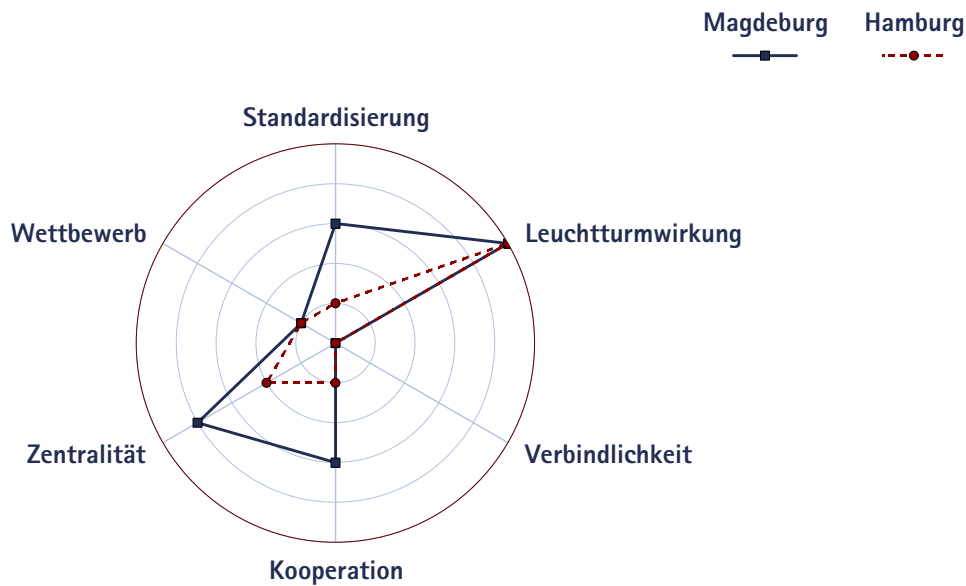 Magdeburg
Hamburg
Standardisierung
Wettbewerb
Leuchtturmwirkung
Zentralität
Verbindlichkeit
Kooperation